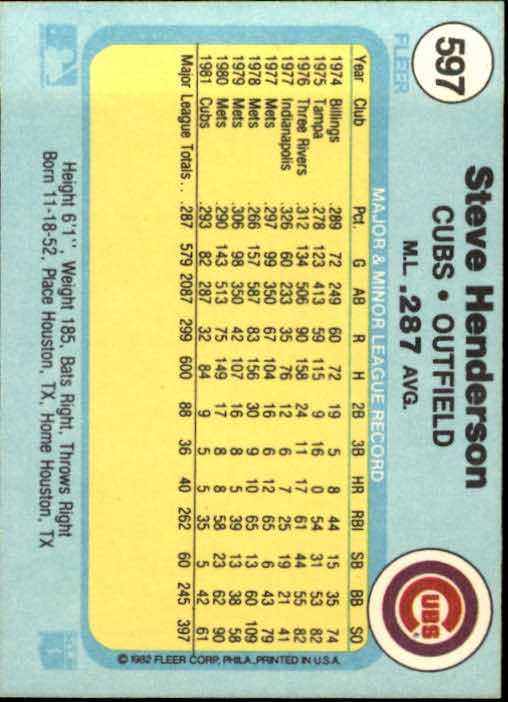 597
FLEER
Steve Henderson
CUBS • OUTFIELD
M.L. .287 AVG.
CUBS
MAJOR & MINOR LEAGUE RECORD
Year Club Pct. G AB R H 2B 3B HR RBI SB BB SO
1974 Billings .289 72 249 60 72 19 5 8 44 15 35 74
1975 Tampa .278 123 413 59 115 9 16 0 54 31 53 82
1976 Three Rivers .312 134 506 90 158 24 11 17 61 44 55 82
1977 Indianapolis .326 60 233 35 76 12 6 7 25 19 21 41
1977 Mets .297 99 350 67 104 16 6 12 65 6 43 79
1978 Mets .266 157 587 83 156 30 9 10 65 13 60 109
1979 Mets .306 98 350 42 107 16 8 5 39 13 38 58
1980 Mets .290 143 513 75 149 17 8 8 58 23 62 90
1981 Cubs .293 82 287 32 84 9 5 5 35 5 42 61
Major League Totals... .287 579 2087 299 600 88 36 40 262 60 245 397
© 1982 FLEER CORP., PHILA., PRINTED IN U.S.A.
Height 6'1", Weight 185, Bats Right, Throws Right
Born 11-18-52, Place Houston, TX, Home Houston, TX